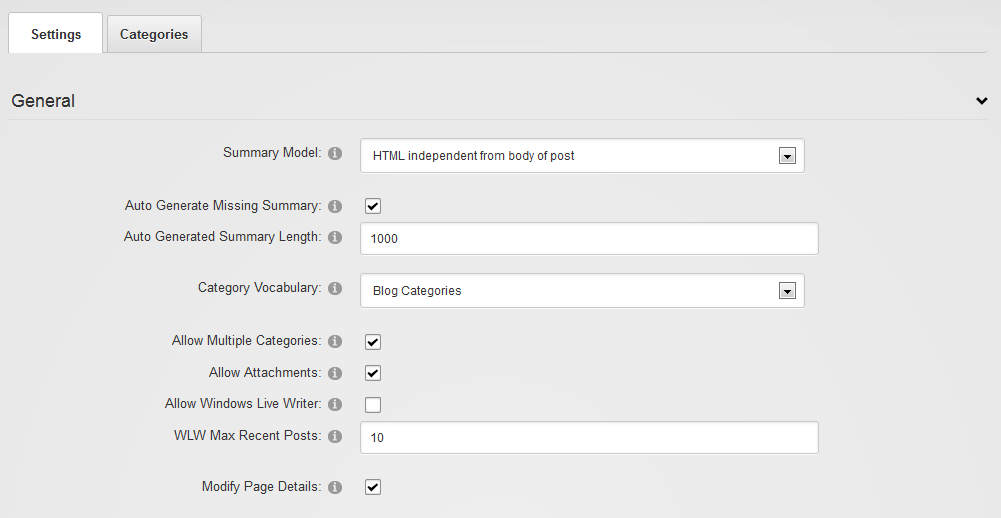 Settings Categories
General
Summary Model: HTML independent from body of post
Auto Generate Missing Summary:
Auto Generated Summary Length: 1000
Category Vocabulary: Blog Categories
Allow Multiple Categories:
Allow Attachments:
Allow Windows Live Writer:
WLW Max Recent Posts: 10
Modify Page Details: